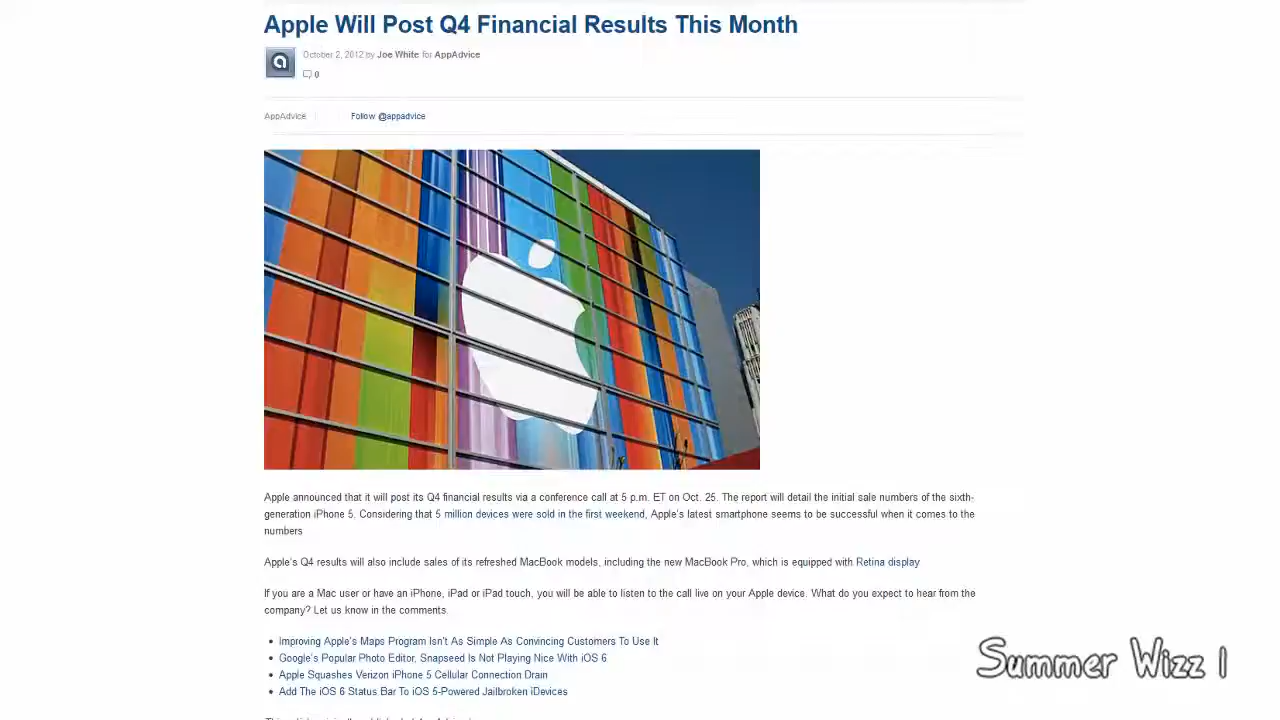 Apple Will Post Q4 Financial Results This Month
October 2, 2012 by Joe White for AppAdvice
0
AppAdvice
Follow @appadvice
Apple announced that it will post its Q4 financial results via a conference call at 5 p.m. ET on Oct. 25. The report will detail the initial sale numbers of the sixth-
generation iPhone 5. Considering that 5 million devices were sold in the first weekend, Apple's latest smartphone seems to be successful when it comes to the
numbers
Apple's Q4 results will also include sales of its refreshed MacBook models, including the new MacBook Pro, which is equipped with Retina display
If you are a Mac user or have an iPhone, iPad or iPad touch, you will be able to listen to the call live on your Apple device. What do you expect to hear from the
company? Let us know in the comments.
Improving Apple's Maps Program Isn't As Simple As Convincing Customers To Use It
Google's Popular Photo Editor, Snapseed Is Not Playing Nice With iOS 6
Apple Squashes Verizon iPhone 5 Cellular Connection Drain
Add The iOS 6 Status Bar To iOS 5-Powered Jailbroken iDevices
Summer Wizz 1